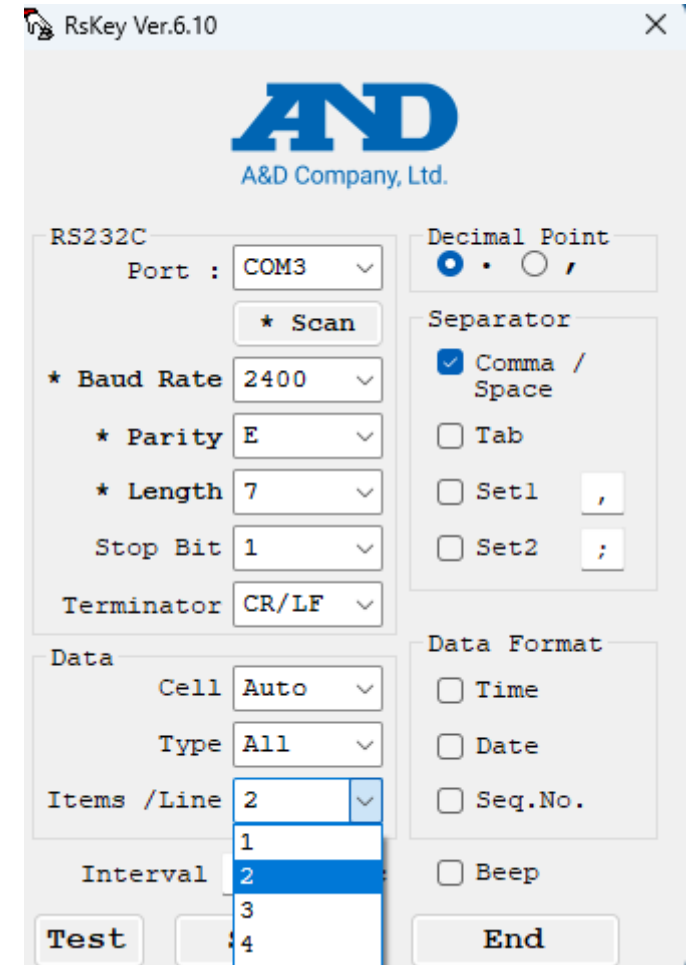 RsKey Ver.6.10
AND
A&D Company, Ltd.
RS232C
Port : COM3
* Scan
* Baud Rate 2400
* Parity E
* Length 7
Stop Bit 1
Terminator CR/LF
Data
Cell Auto
Type All
Items /Line 2
1
2
3
4
Interval
Test
Decimal Point
. ,
Separator
Comma /
Space
Tab
Set1 ,
Set2 ;
Data Format
Time
Date
Seq.No.
Beep
End